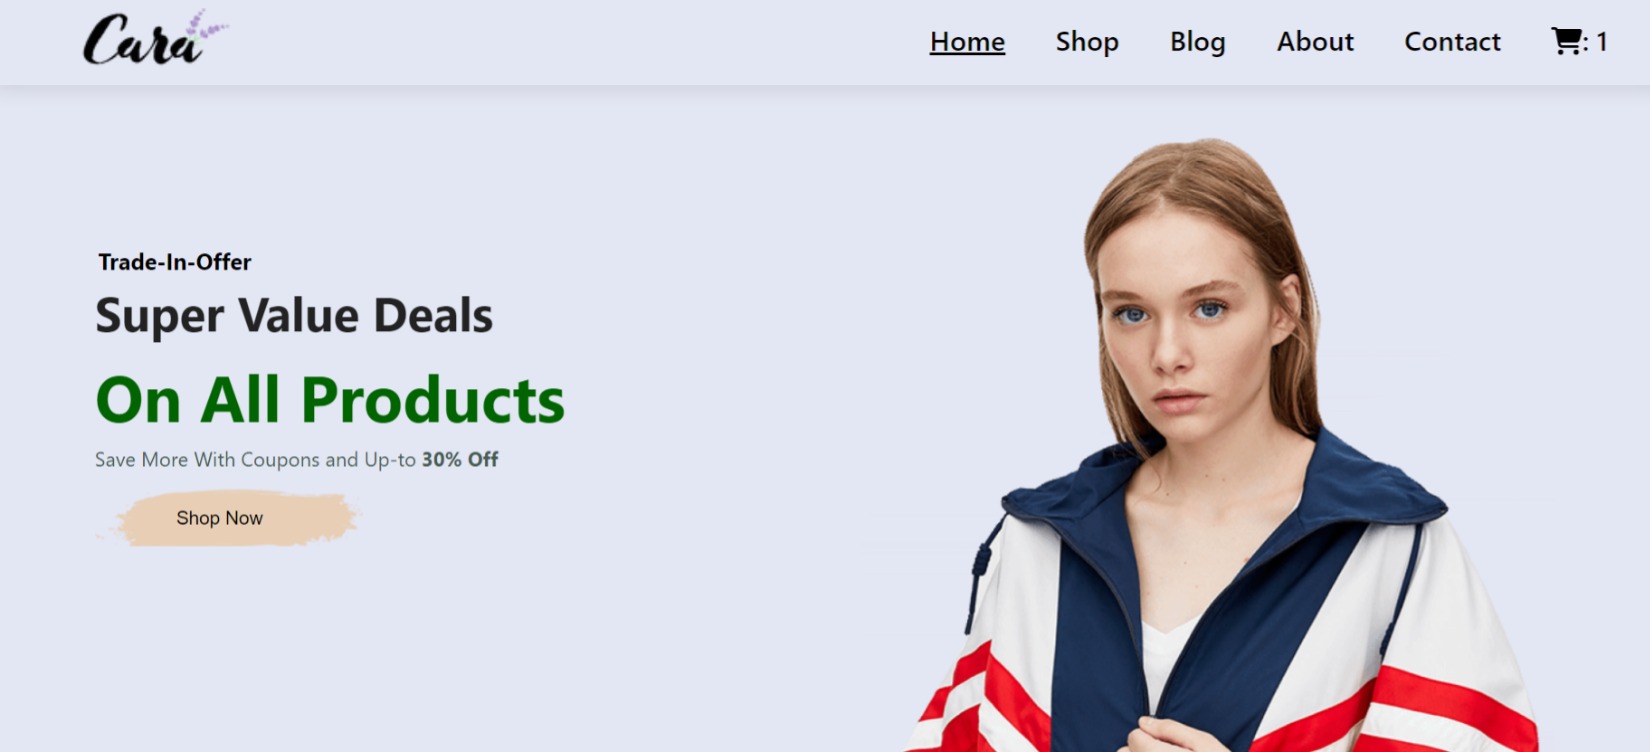 Cara
Home Shop Blog About Contact : 1
Trade-In-Offer
Super Value Deals
On All Products
Save More With Coupons and Up-to 30% Off
Shop Now